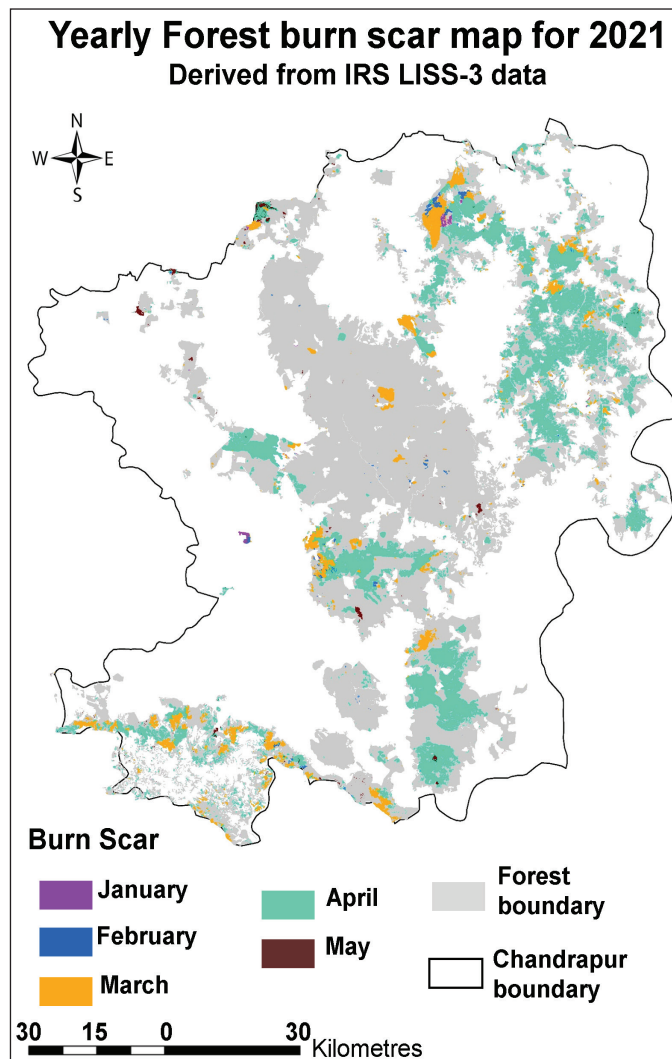 Yearly Forest burn scar map for 2021
Derived from IRS LISS-3 data
N
W E
S
Burn Scar
January
February
March
April
May
Forest
boundary
Chandrapur
boundary
30 15 0 30
Kilometres